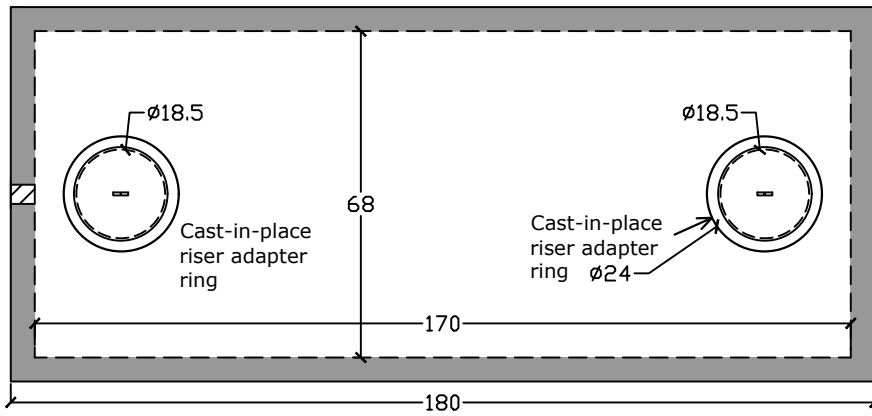 ø18.5
ø18.5
68
Cast-in-place
riser adapter
ring
Cast-in-place
riser adapter
ring ø24
170
180